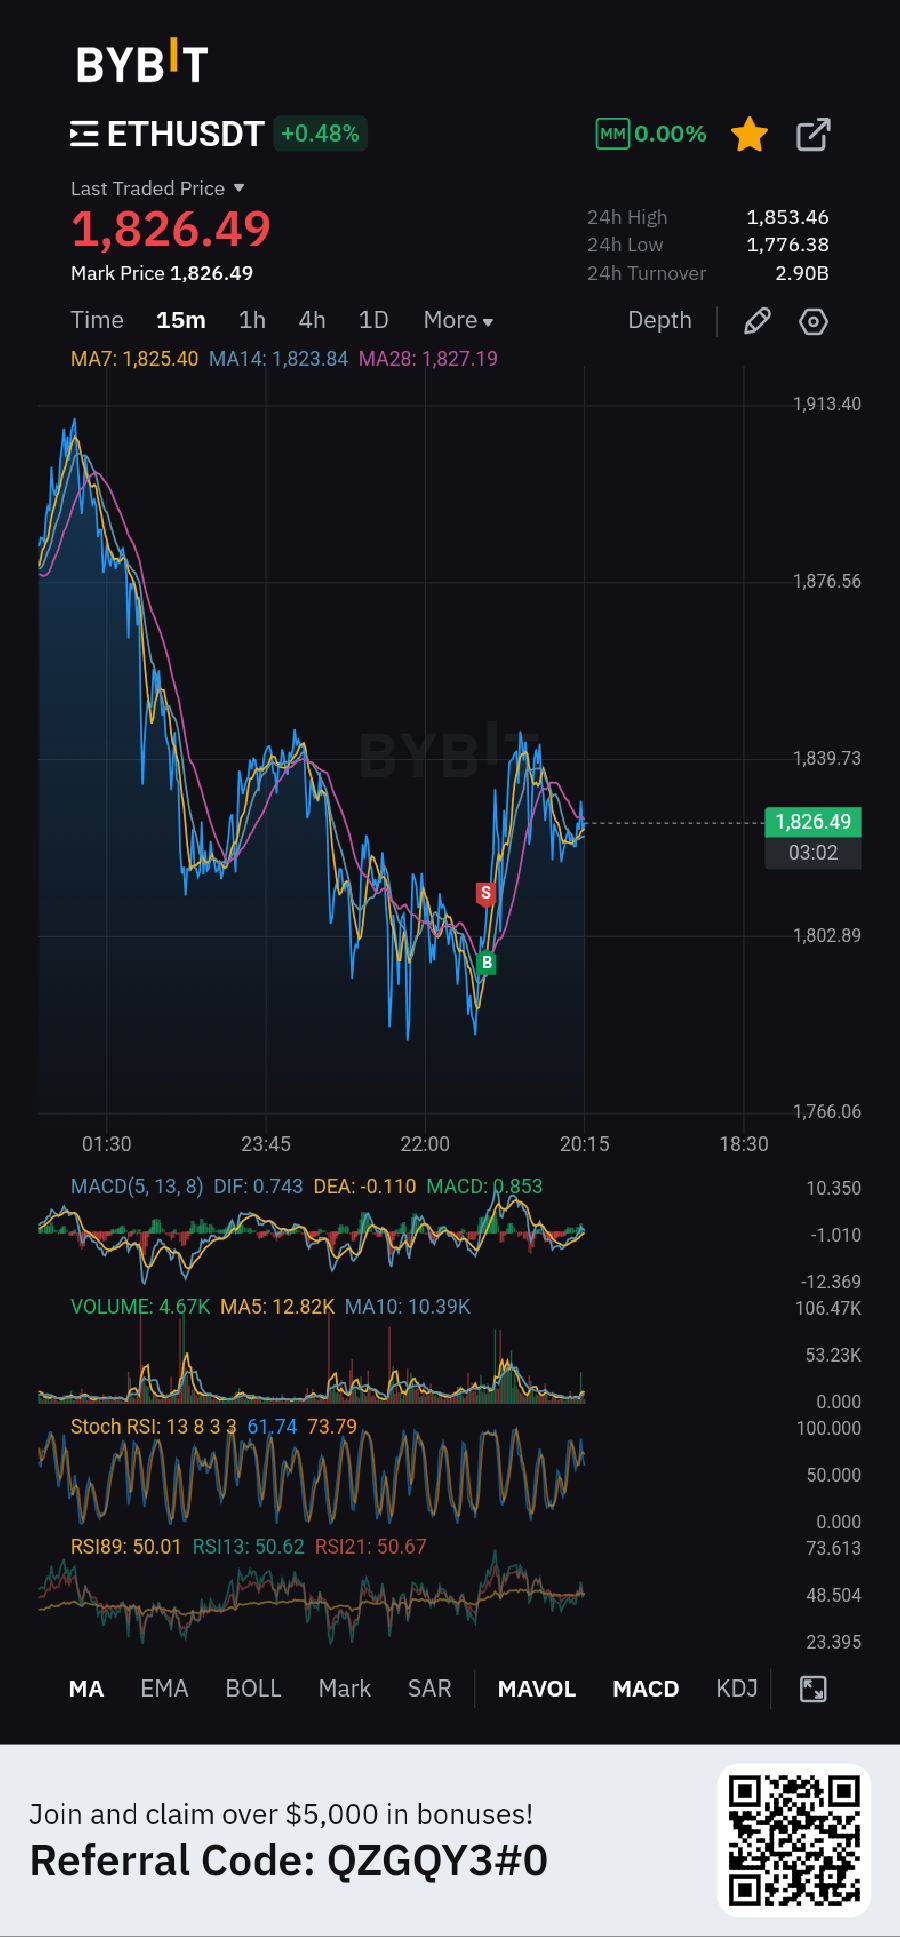 BYBIT
ETHUSDT +0.48% MM 0.00%
Last Traded Price
1,826.49
Mark Price 1,826.49
24h High 1,853.46
24h Low 1,776.38
24h Turnover 2.90B
Time 15m 1h 4h 1D More Depth
MA7: 1,825.40 MA14: 1,823.84 MA28: 1,827.19
1,913.40
1,876.56
BYBIT
1,839.73
1,826.49
03:02
S
1,802.89
B
1,766.06
01:30 23:45 22:00 20:15 18:30
MACD(5, 13, 8) DIF: 0.743 DEA: -0.110 MACD: 0.853
10.350
-1.010
-12.369
VOLUME: 4.67K MA5: 12.82K MA10: 10.39K
106.47K
53.23K
0.000
Stoch RSI: 13 8 3 3 61.74 73.79
100.000
50.000
0.000
RSI89: 50.01 RSI13: 50.62 RSI21: 50.67
73.613
48.504
23.395
MA EMA BOLL Mark SAR MAVOL MACD KDJ
Join and claim over $5,000 in bonuses!
Referral Code: QZGQY3#0